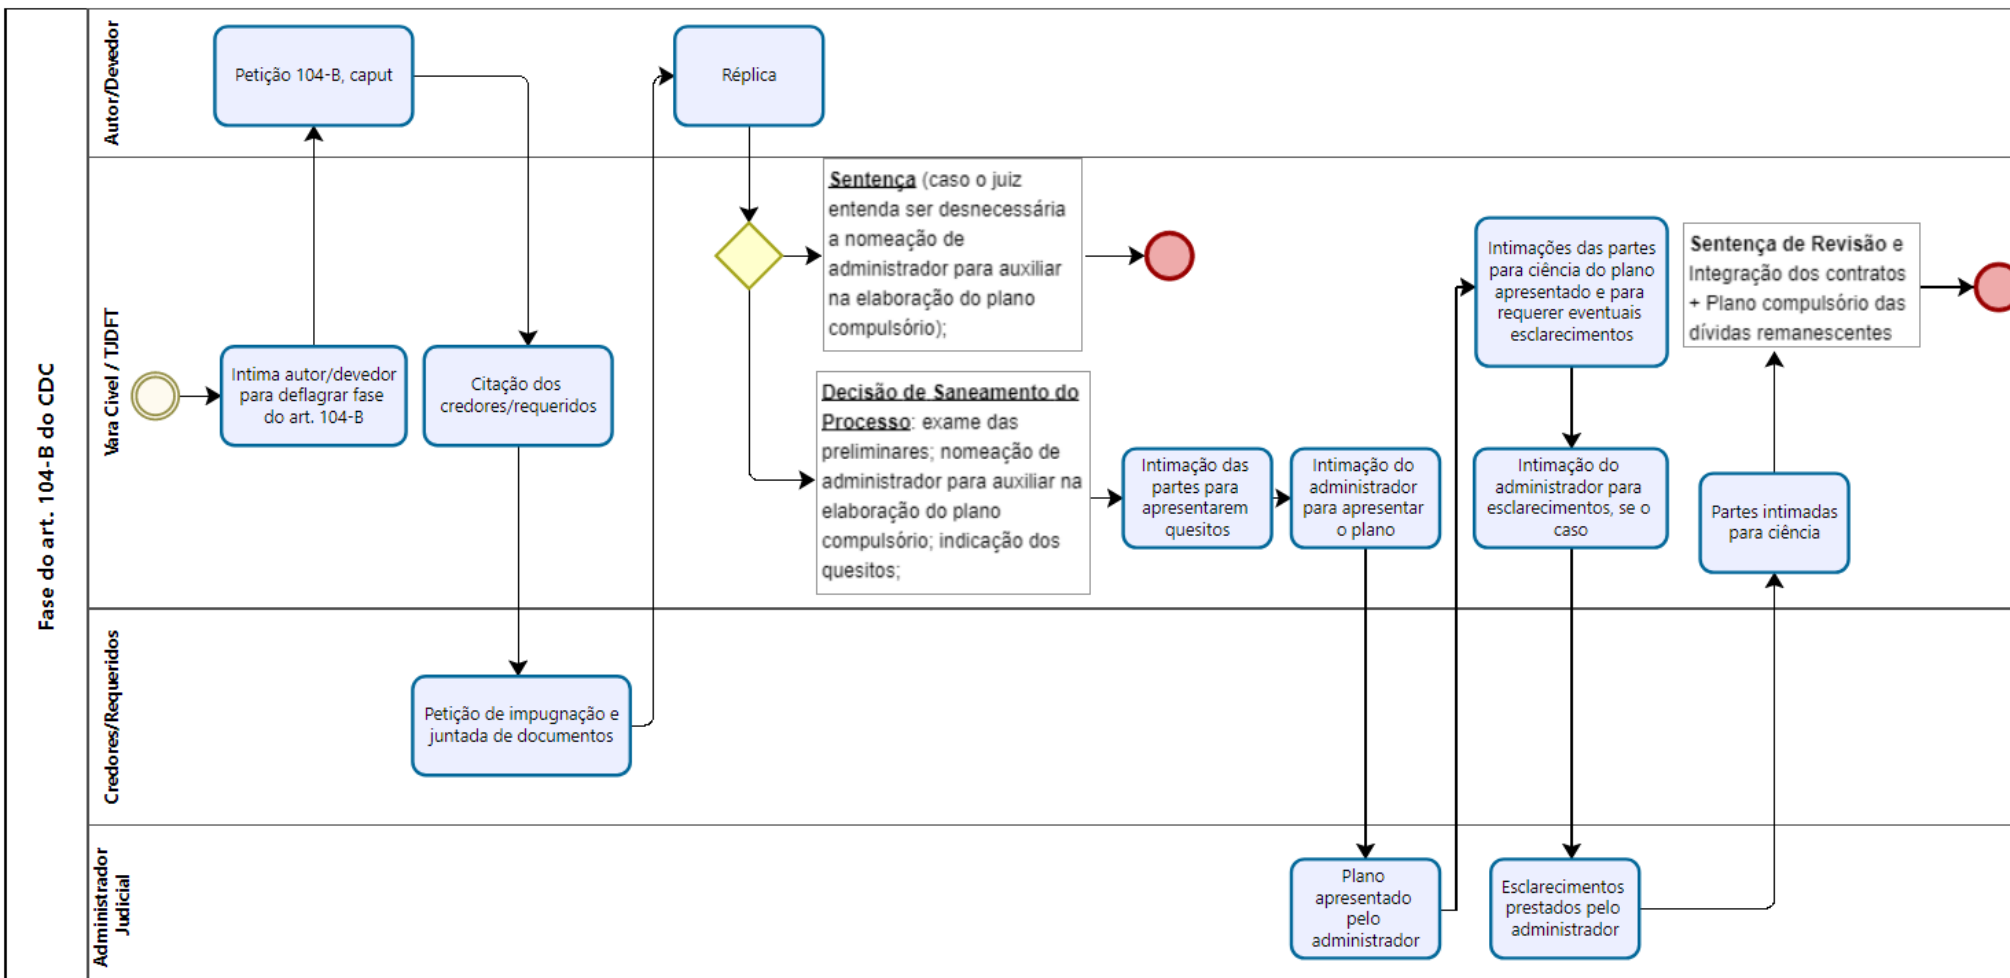 Fase do art. 104-B do CDC
Autor/Devedor
Petição 104-B, caput
Réplica
Vara Cível / TJDFT
Intima autor/devedor
para deflagrar fase
do art. 104-B
Citação dos
credores/requeridos
Sentença (caso o juiz
entenda ser desnecessária
a nomeação de
administrador para auxiliar
na elaboração do plano
compulsório);
Decisão de Saneamento do
Processo: exame das
preliminares; nomeação de
administrador para auxiliar na
elaboração do plano
compulsório; indicação dos
quesitos;
Intimação das
partes para
apresentarem
quesitos
Intimação do
administrador
para apresentar
o plano
Intimações das partes
para ciência do plano
apresentado e para
requerer eventuais
esclarecimentos
Intimação do
administrador para
esclarecimentos, se o
caso
Sentença de Revisão e
Integração dos contratos
+ Plano compulsório das
dívidas remanescentes
Partes intimadas
para ciência
Credores/Requeridos
Petição de impugnação e
juntada de documentos
Administrador
Judicial
Plano
apresentado
pelo
administrador
Esclarecimentos
prestados pelo
administrador